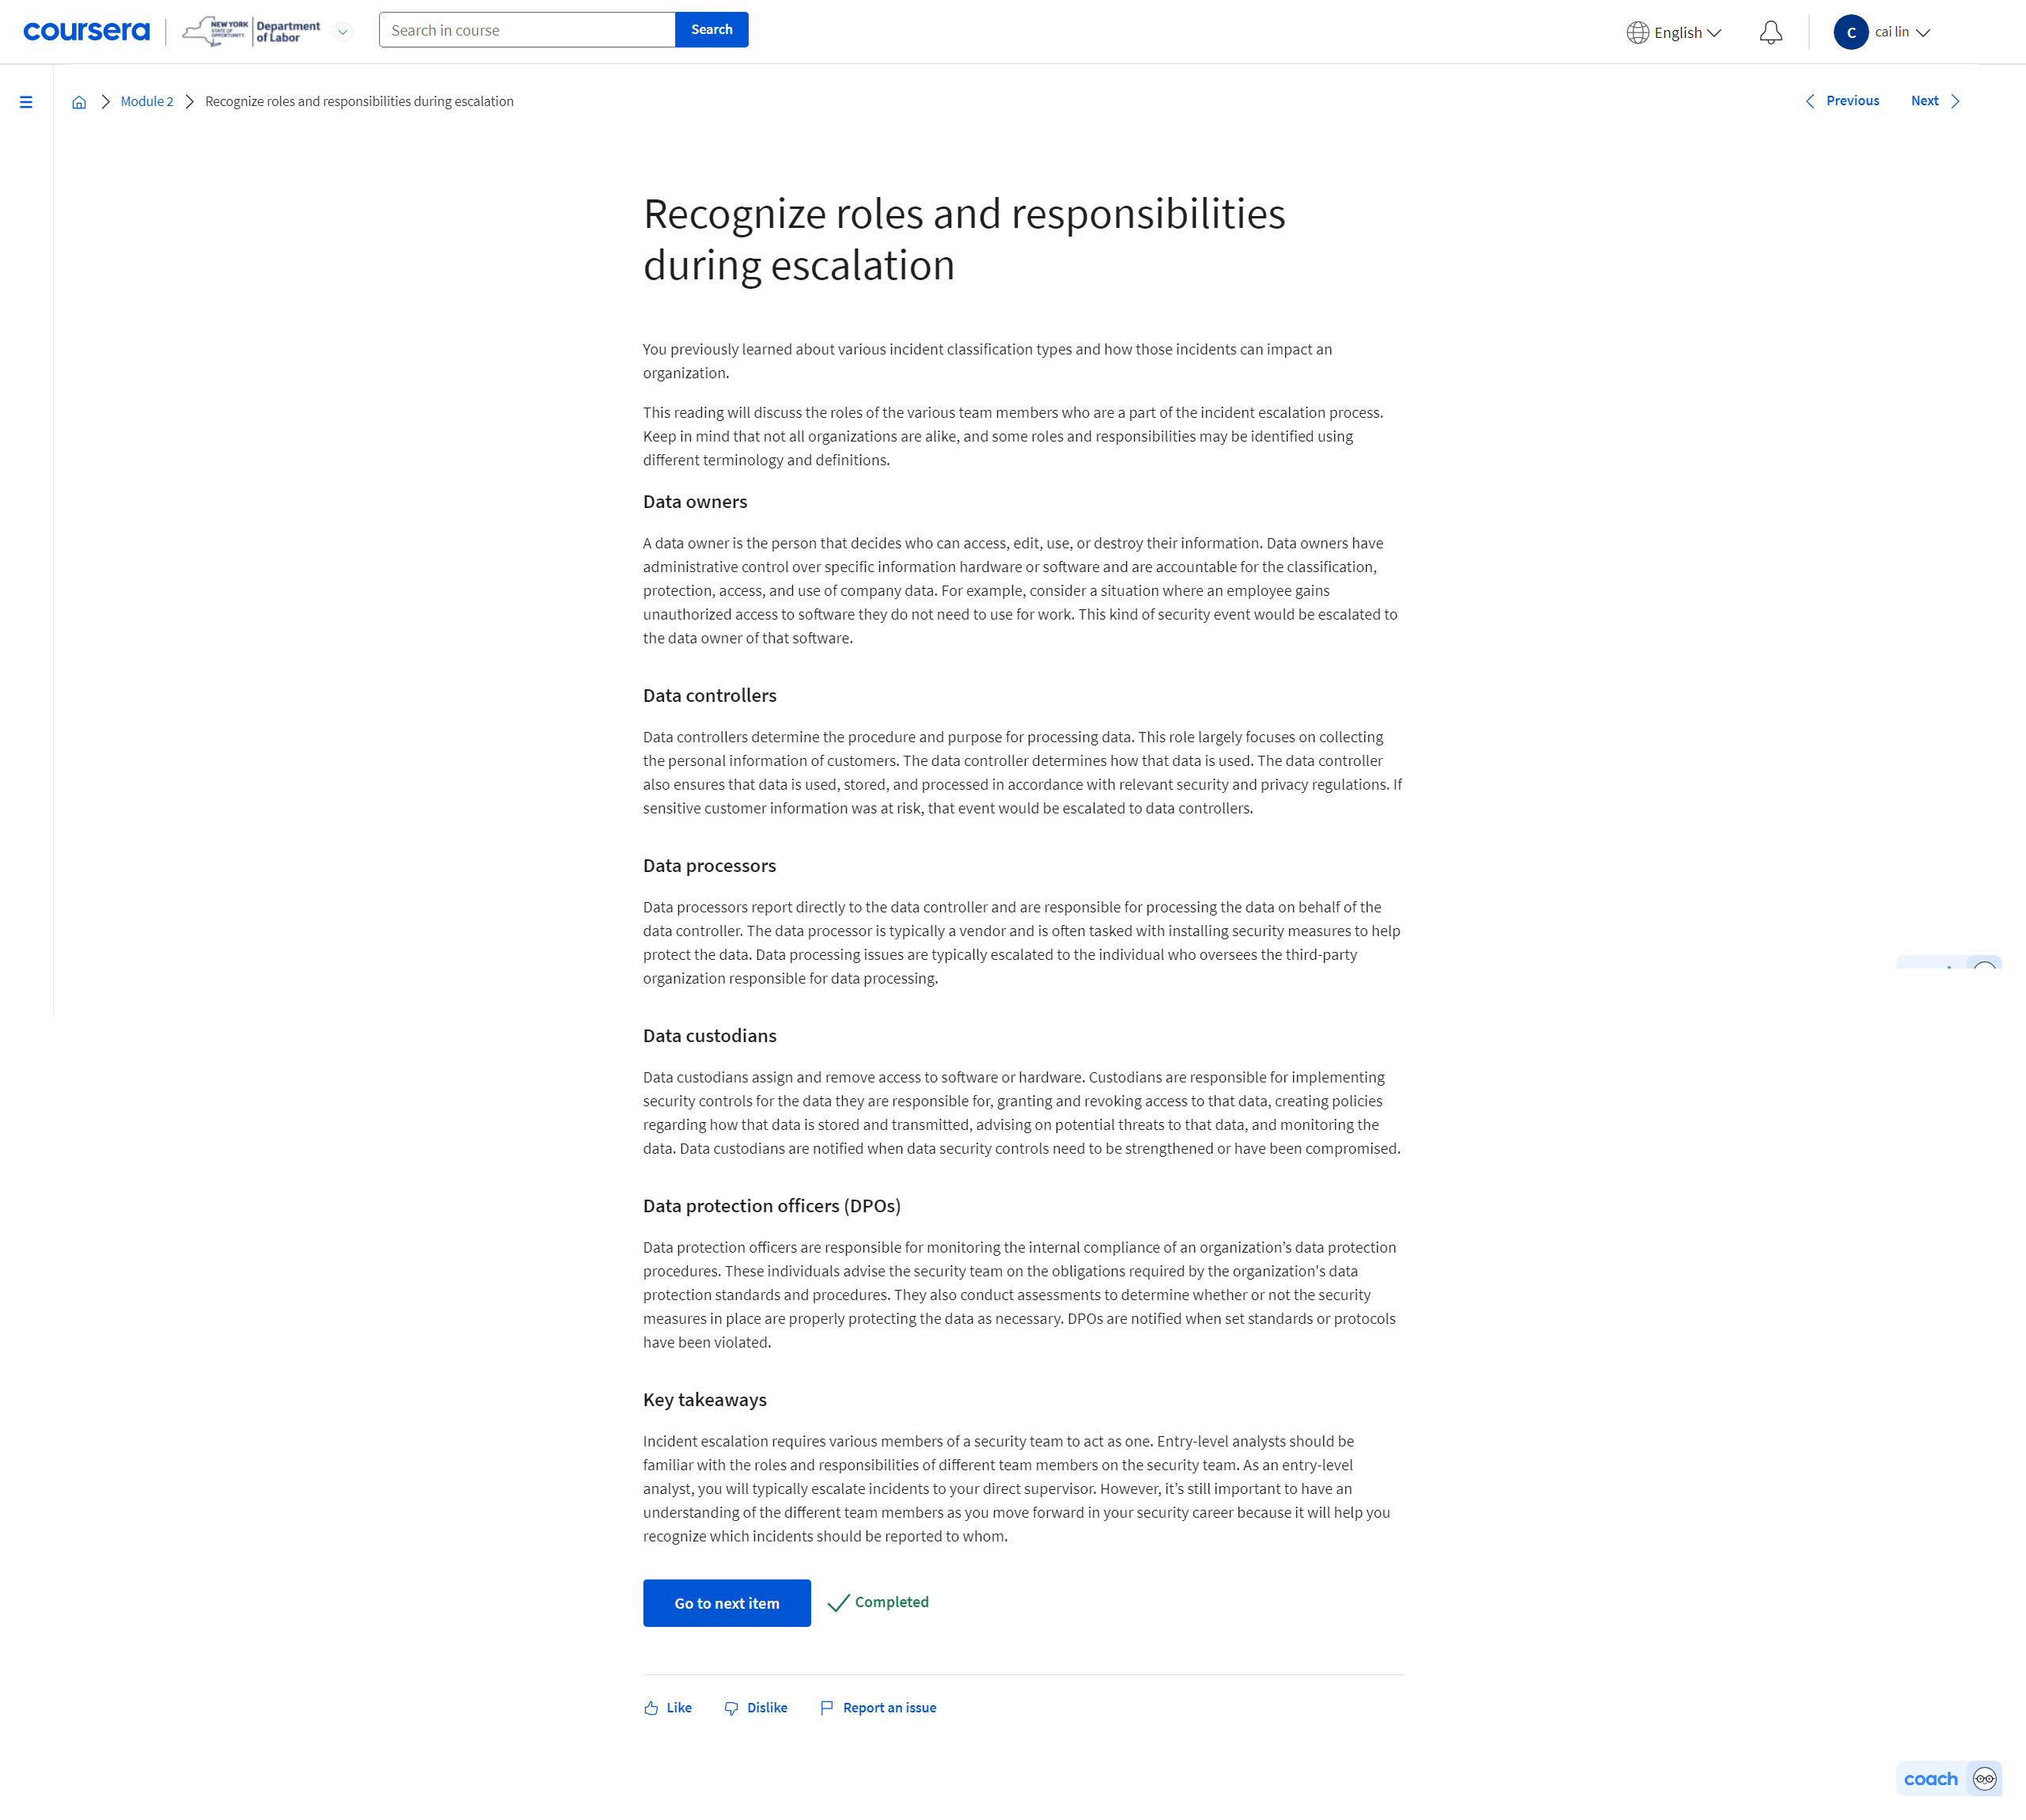 coursera
NEW YORK
STATE OF
OPPORTUNITY
Department
of Labor
Search in course
Search
English
C
cai lin
Module 2
Recognize roles and responsibilities during escalation
Previous
Next
Recognize roles and responsibilities
during escalation
You previously learned about various incident classification types and how those incidents can impact an
organization.
This reading will discuss the roles of the various team members who are a part of the incident escalation process.
Keep in mind that not all organizations are alike, and some roles and responsibilities may be identified using
different terminology and definitions.
Data owners
A data owner is the person that decides who can access, edit, use, or destroy their information. Data owners have
administrative control over specific information hardware or software and are accountable for the classification,
protection, access, and use of company data. For example, consider a situation where an employee gains
unauthorized access to software they do not need to use for work. This kind of security event would be escalated to
the data owner of that software.
Data controllers
Data controllers determine the procedure and purpose for processing data. This role largely focuses on collecting
the personal information of customers. The data controller determines how that data is used. The data controller
also ensures that data is used, stored, and processed in accordance with relevant security and privacy regulations. If
sensitive customer information was at risk, that event would be escalated to data controllers.
Data processors
Data processors report directly to the data controller and are responsible for processing the data on behalf of the
data controller. The data processor is typically a vendor and is often tasked with installing security measures to help
protect the data. Data processing issues are typically escalated to the individual who oversees the third-party
organization responsible for data processing.
Data custodians
Data custodians assign and remove access to software or hardware. Custodians are responsible for implementing
security controls for the data they are responsible for, granting and revoking access to that data, creating policies
regarding how that data is stored and transmitted, advising on potential threats to that data, and monitoring the
data. Data custodians are notified when data security controls need to be strengthened or have been compromised.
Data protection officers (DPOs)
Data protection officers are responsible for monitoring the internal compliance of an organization’s data protection
procedures. These individuals advise the security team on the obligations required by the organization's data
protection standards and procedures. They also conduct assessments to determine whether or not the security
measures in place are properly protecting the data as necessary. DPOs are notified when set standards or protocols
have been violated.
Key takeaways
Incident escalation requires various members of a security team to act as one. Entry-level analysts should be
familiar with the roles and responsibilities of different team members on the security team. As an entry-level
analyst, you will typically escalate incidents to your direct supervisor. However, it’s still important to have an
understanding of the different team members as you move forward in your security career because it will help you
recognize which incidents should be reported to whom.
Go to next item
Completed
Like
Dislike
Report an issue
coach